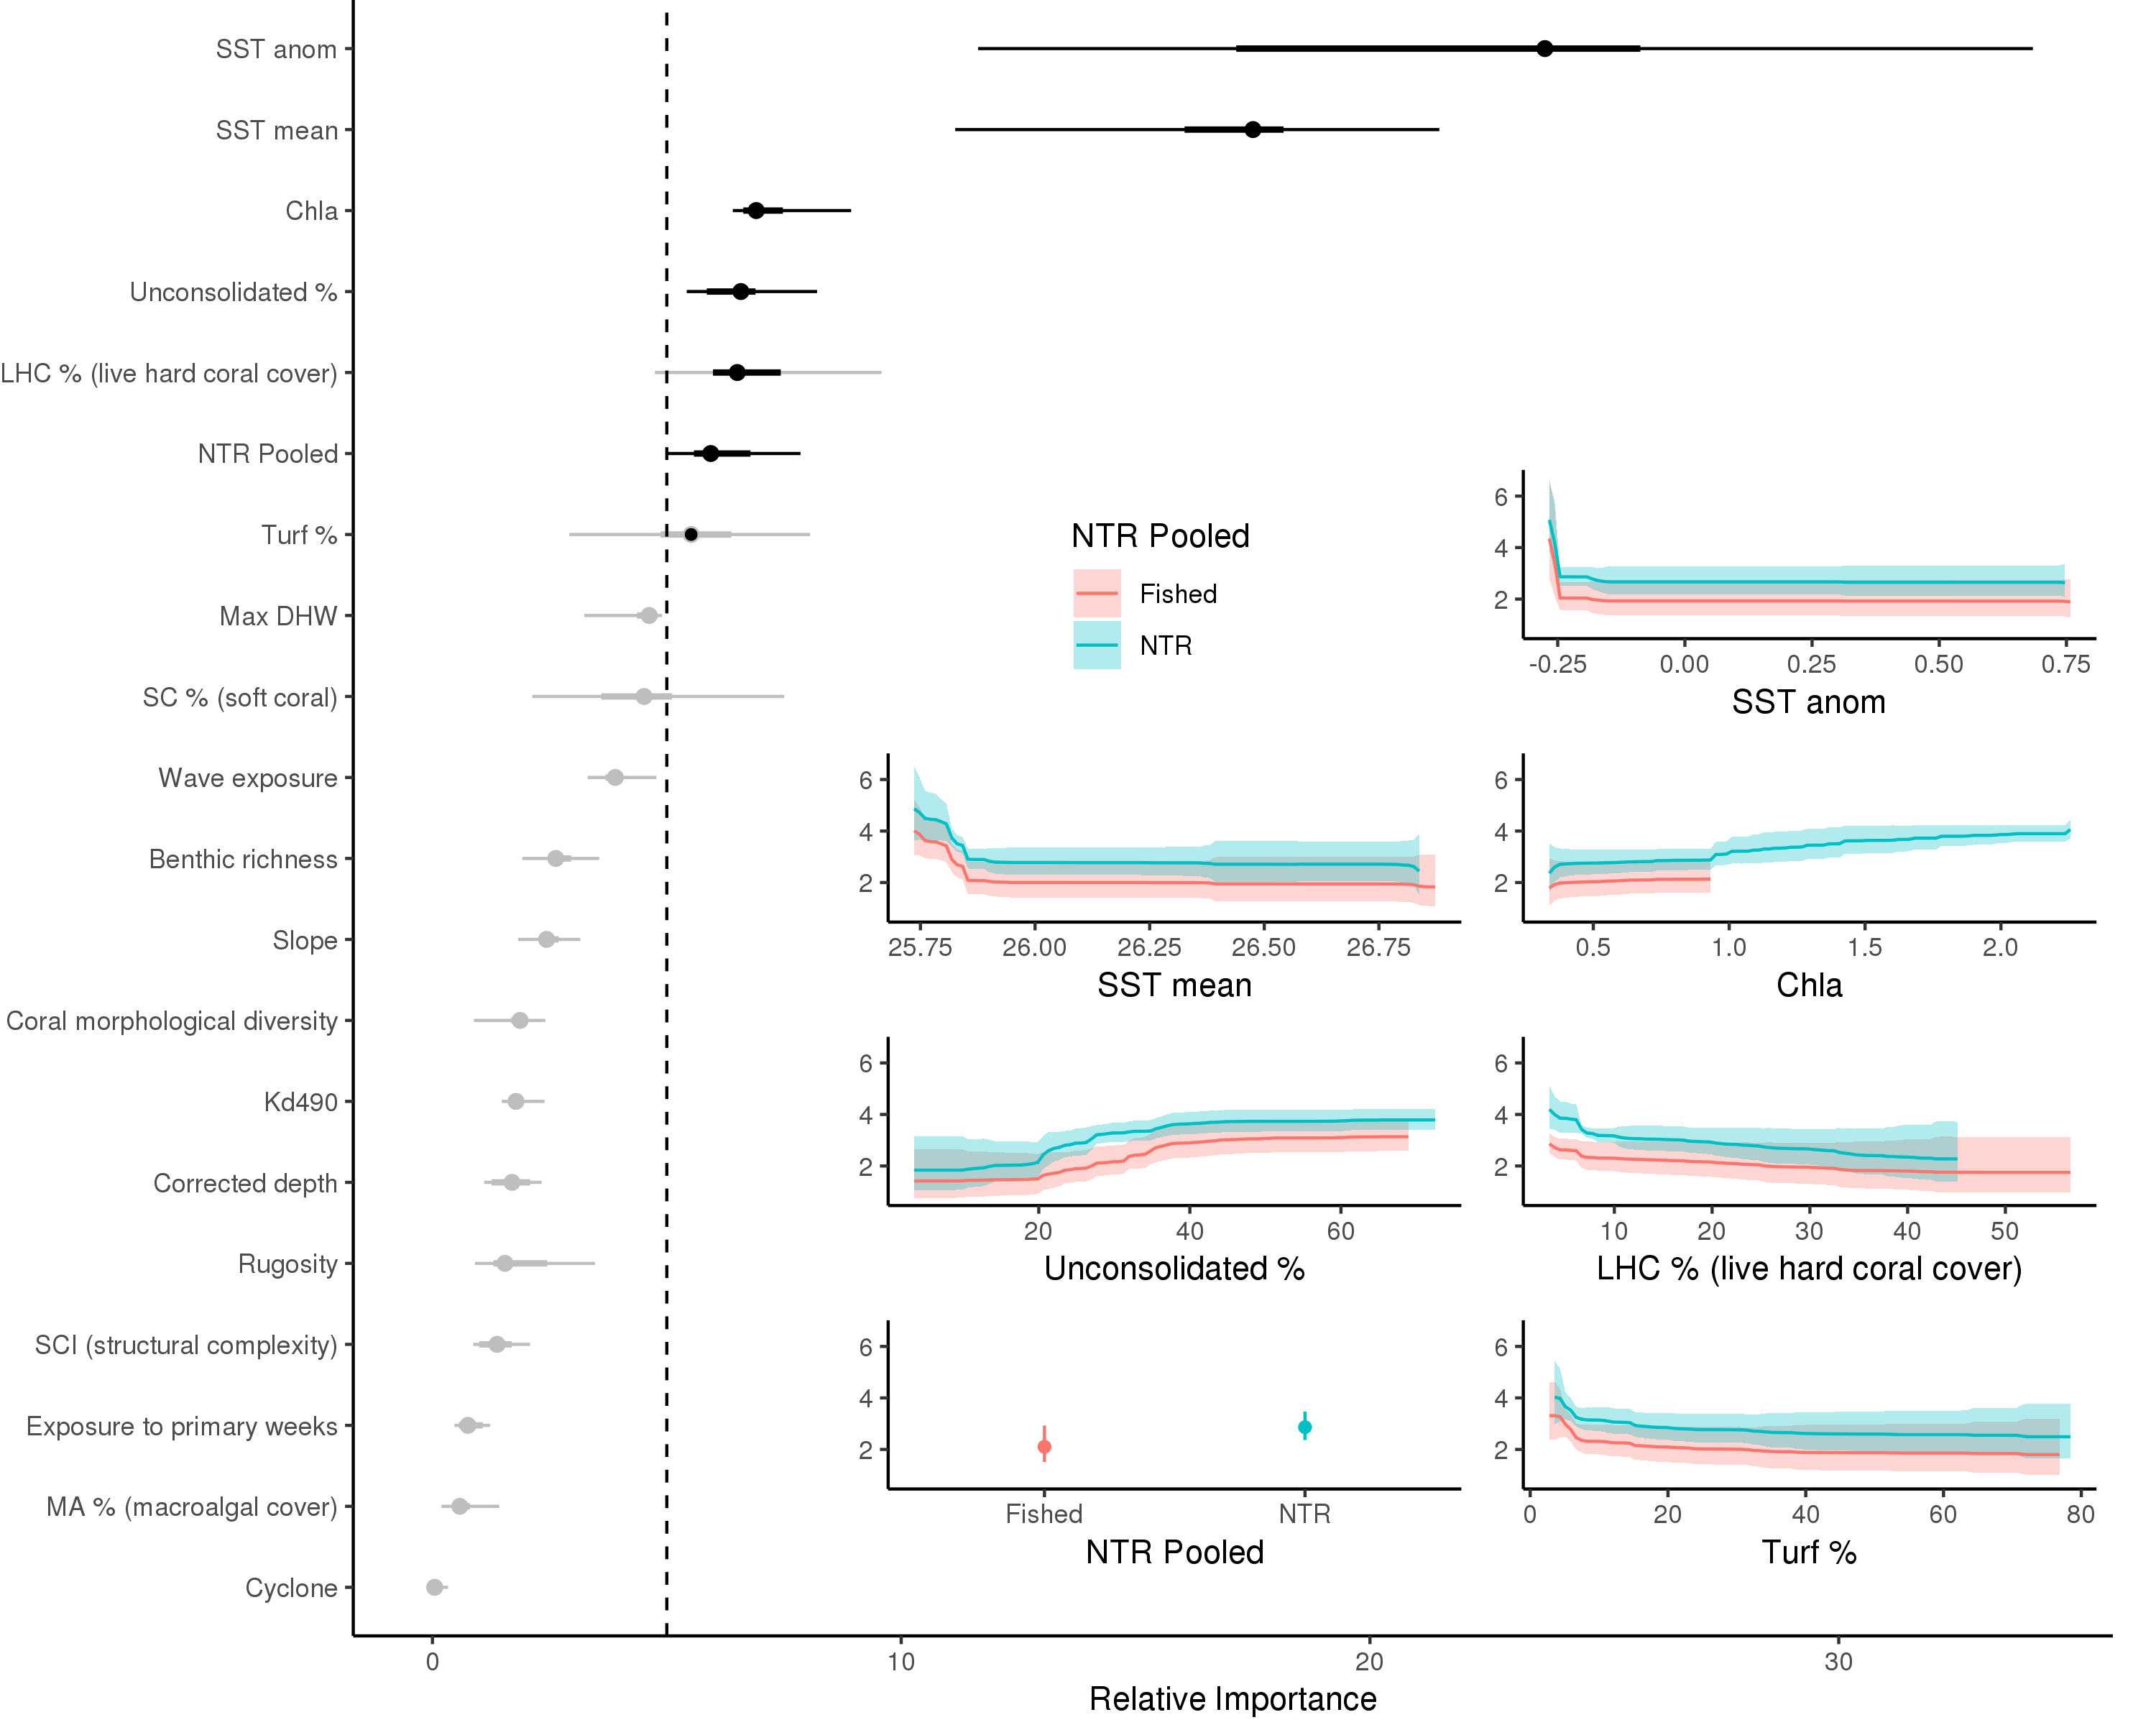 SST anom
SST mean
Chla
Unconsolidated %
LHC % (live hard coral cover)
NTR Pooled
Turf %
Max DHW
SC % (soft coral)
Wave exposure
Benthic richness
Slope
Coral morphological diversity
Kd490
Corrected depth
Rugosity
SCI (structural complexity)
Exposure to primary weeks
MA % (macroalgal cover)
Cyclone
0 10 20 30
Relative Importance
NTR Pooled
Fished
NTR
6
4
2
-0.25 0.00 0.25 0.50 0.75
SST anom
6
4
2
25.75 26.00 26.25 26.50 26.75
SST mean
6
4
2
0.5 1.0 1.5 2.0
Chla
6
4
2
20 40 60
Unconsolidated %
6
4
2
10 20 30 40 50
LHC % (live hard coral cover)
6
4
2
Fished NTR
NTR Pooled
6
4
2
0 20 40 60 80
Turf %